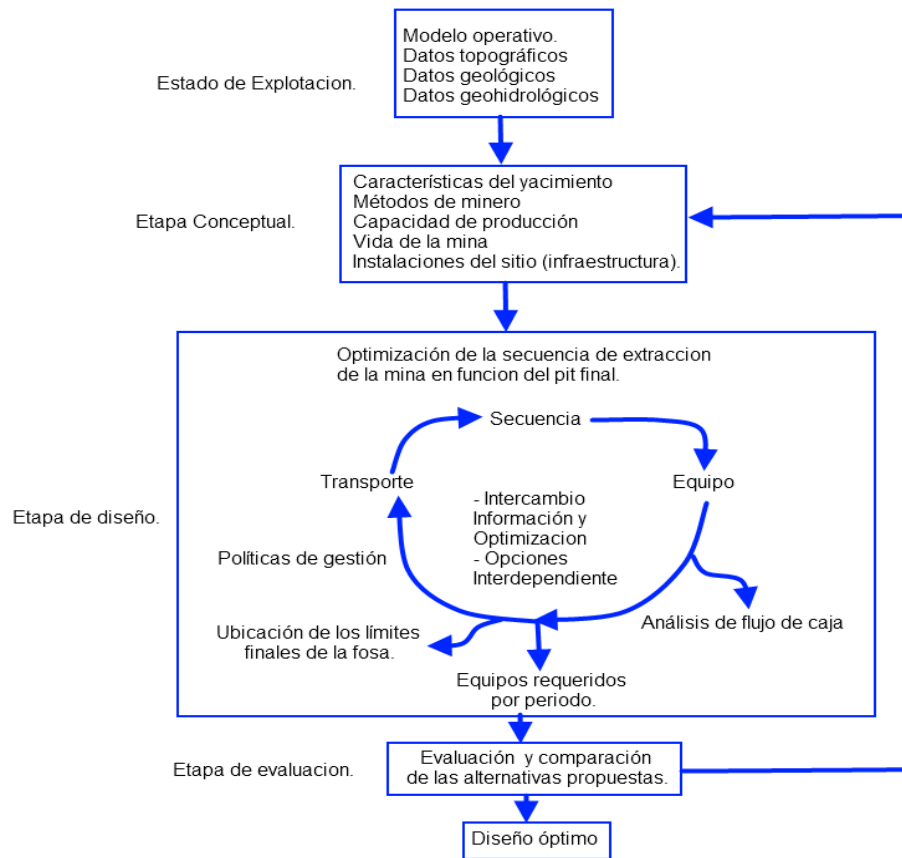 Modelo operativo.
Datos topográficos
Datos geológicos
Datos geohidrológicos
Estado de Explotacion.
Características del yacimiento
Métodos de minero
Capacidad de producción
Vida de la mina
Instalaciones del sitio (infraestructura).
Etapa Conceptual.
Optimización de la secuencia de extraccion
de la mina en funcion del pit final.
Secuencia
Transporte
Equipo
- Intercambio
Información y
Optimizacion
- Opciones
Interdependiente
Etapa de diseño.
Políticas de gestión
Análisis de flujo de caja
Ubicación de los límites
finales de la fosa.
Equipos requeridos
por periodo.
Etapa de evaluacion.
Evaluación y comparación
de las alternativas propuestas.
Diseño óptimo